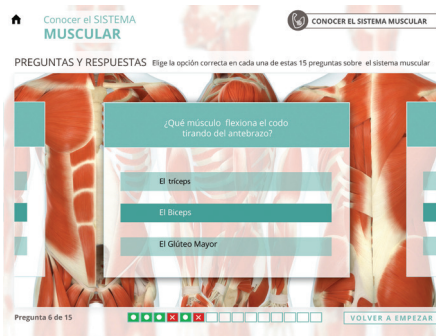 Conocer el SISTEMA
MUSCULAR
CONOCER EL SISTEMA MUSCULAR
PREGUNTAS Y RESPUESTAS Elige la opción correcta en cada una de estas 15 preguntas sobre el sistema muscular
¿Qué músculo flexiona el codo
tirando del antebrazo?
El tríceps
El Biceps
El Glúteo Mayor
Pregunta 6 de 15
VOLVER A EMPEZAR